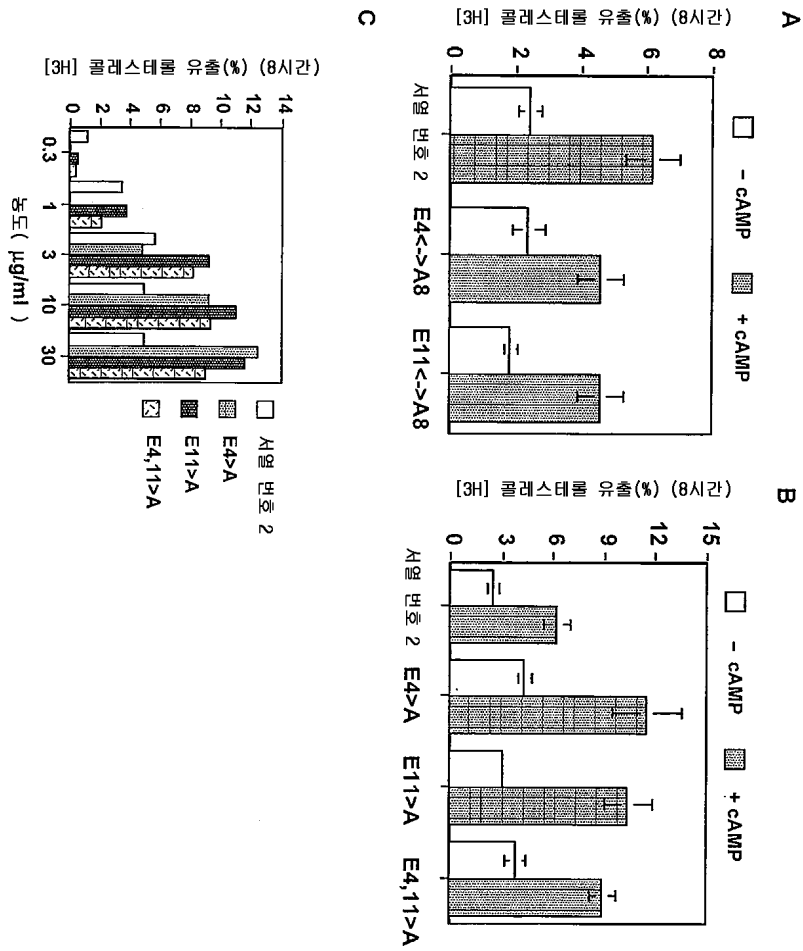 A
- cAMP
+ cAMP
[3H] 콜레스테롤 유출(%) (8시간)
8
6
4
2
0
서열 번호 2
E4<->A8
E11<->A8
B
- cAMP
+ cAMP
[3H] 콜레스테롤 유출(%) (8시간)
15
12
9
6
3
0
서열 번호 2
E4>A
E11>A
E4,11>A
C
[3H] 콜레스테롤 유출(%) (8시간)
14
12
10
8
6
4
2
0
0.3
1
3
10
30
농도( μg/ml )
서열 번호 2
E4>A
E11>A
E4,11>A